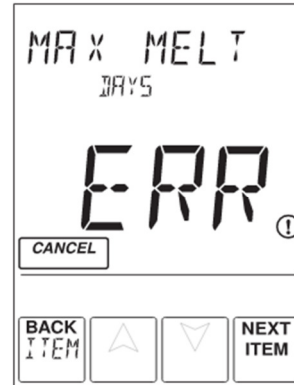 MAX MELT
DAYS
ERR
CANCEL
BACK NEXT
ITEM ITEM